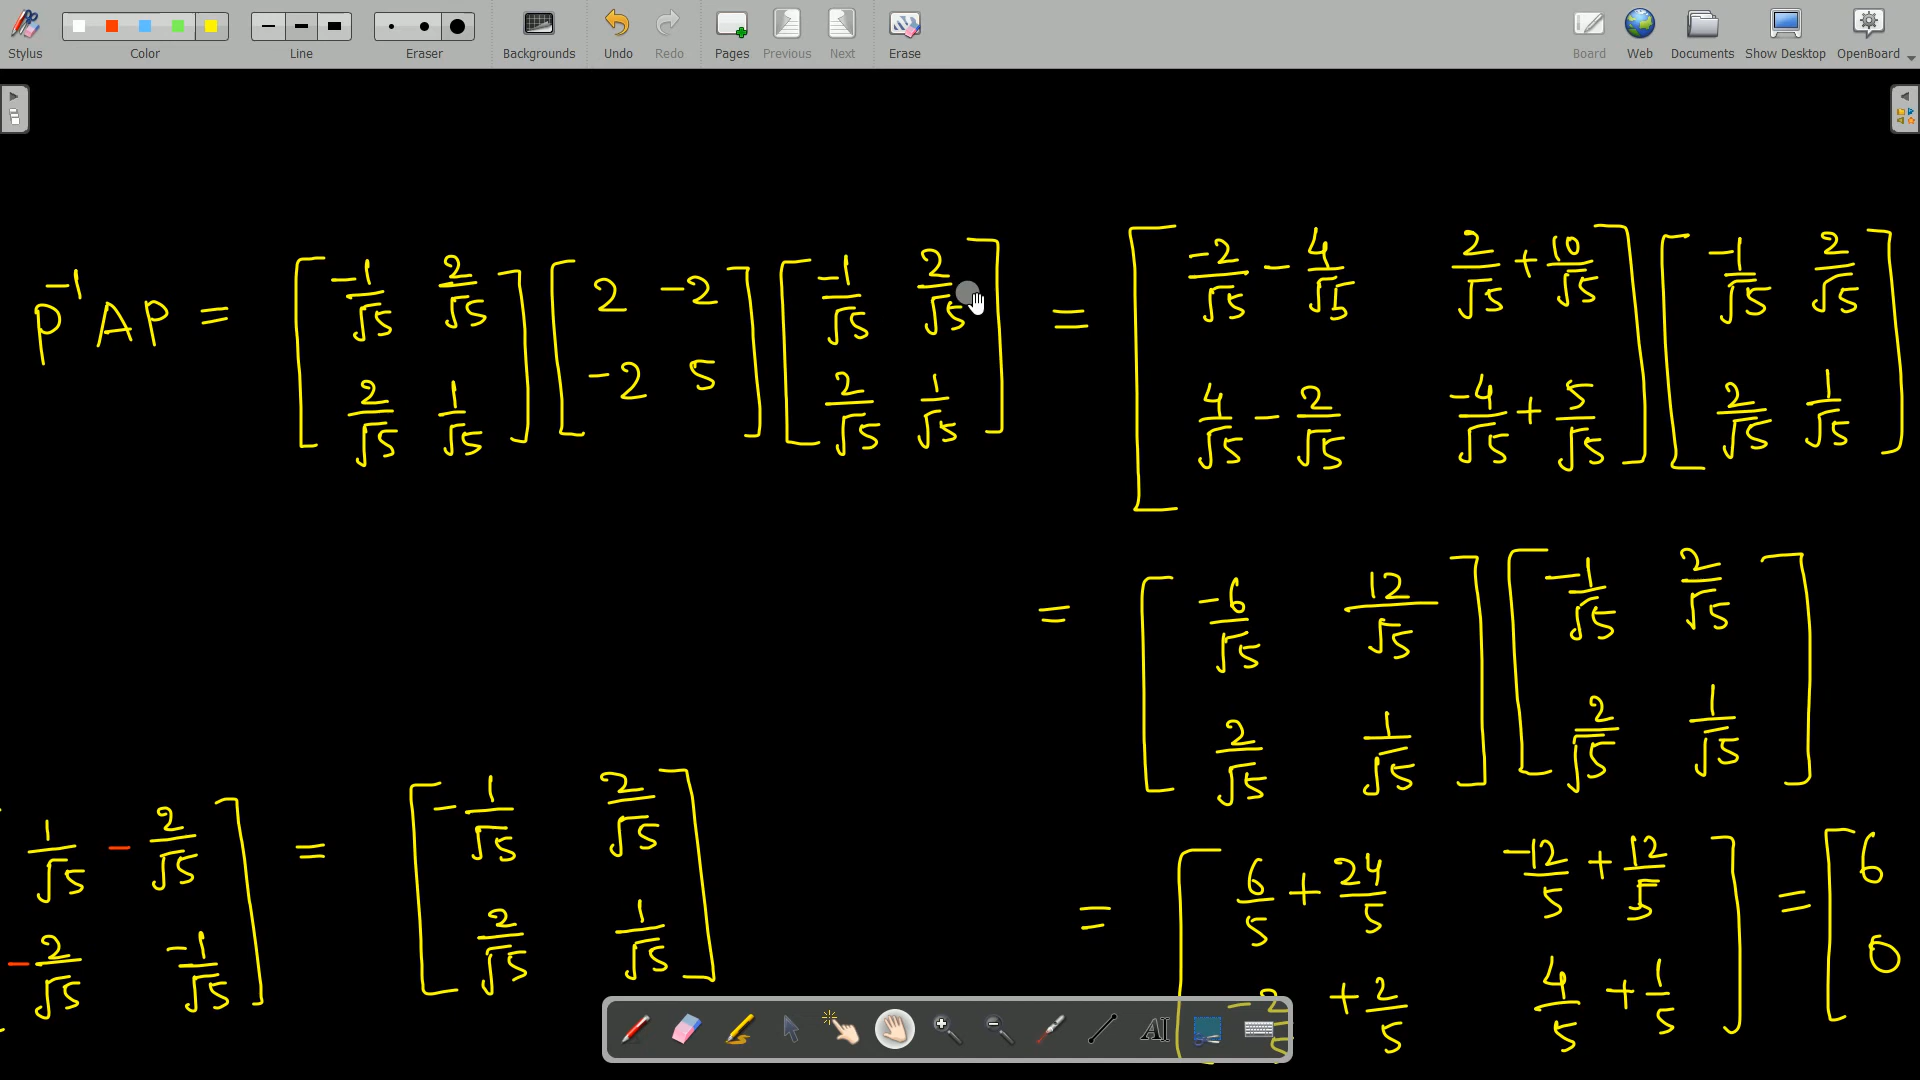 Stylus Color Line Eraser Backgrounds Undo Redo Pages Previous Next Erase Board Web Documents Show Desktop OpenBoard
P⁻¹AP = [-1/√5 2/√5; 2/√5 1/√5] [2 -2; -2 5] [-1/√5 2/√5; 2/√5 1/√5] = [-2/√5 - 4/√5 2/√5 + 10/√5; 4/√5 - 2/√5 -4/√5 + 5/√5] [-1/√5 2/√5; 2/√5 1/√5]
= [-6/√5 12/√5; 2/√5 1/√5] [-1/√5 2/√5; 2/√5 1/√5]
1/√5 - 2/√5; -2/√5 -1/√5] = [-1/√5 2/√5; 2/√5 1/√5]
= [6/5 + 24/5 -12/5 + 12/5; -2/5 + 2/5 4/5 + 1/5] = [6; 0
AI